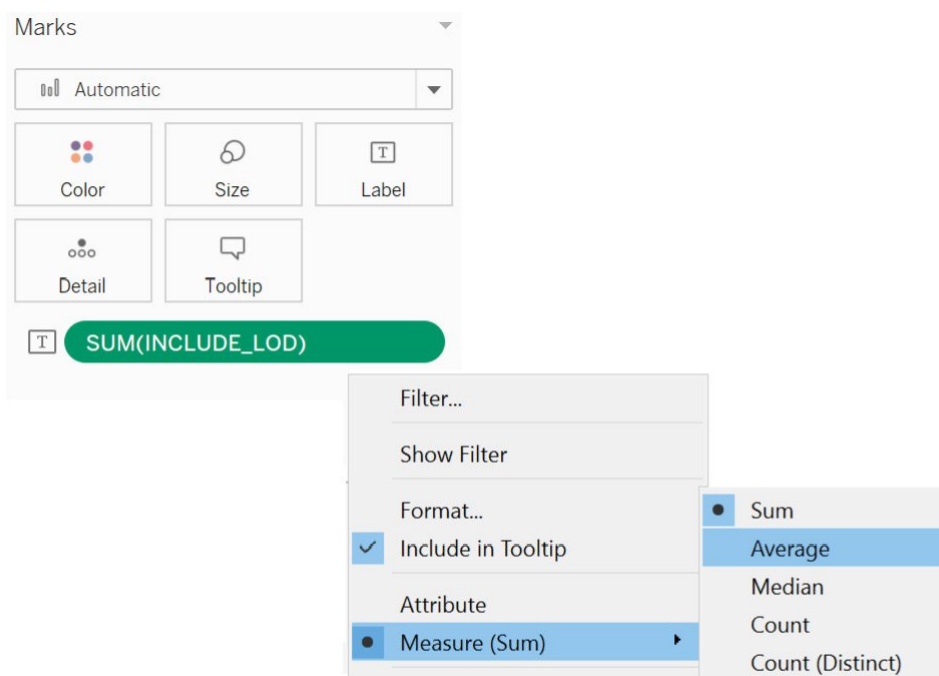 Marks
Automatic
Color
Size
T
Label
Detail
Tooltip
T
SUM(INCLUDE_LOD)
Filter...
Show Filter
Format...
Include in Tooltip
Attribute
Measure (Sum)
Sum
Average
Median
Count
Count (Distinct)